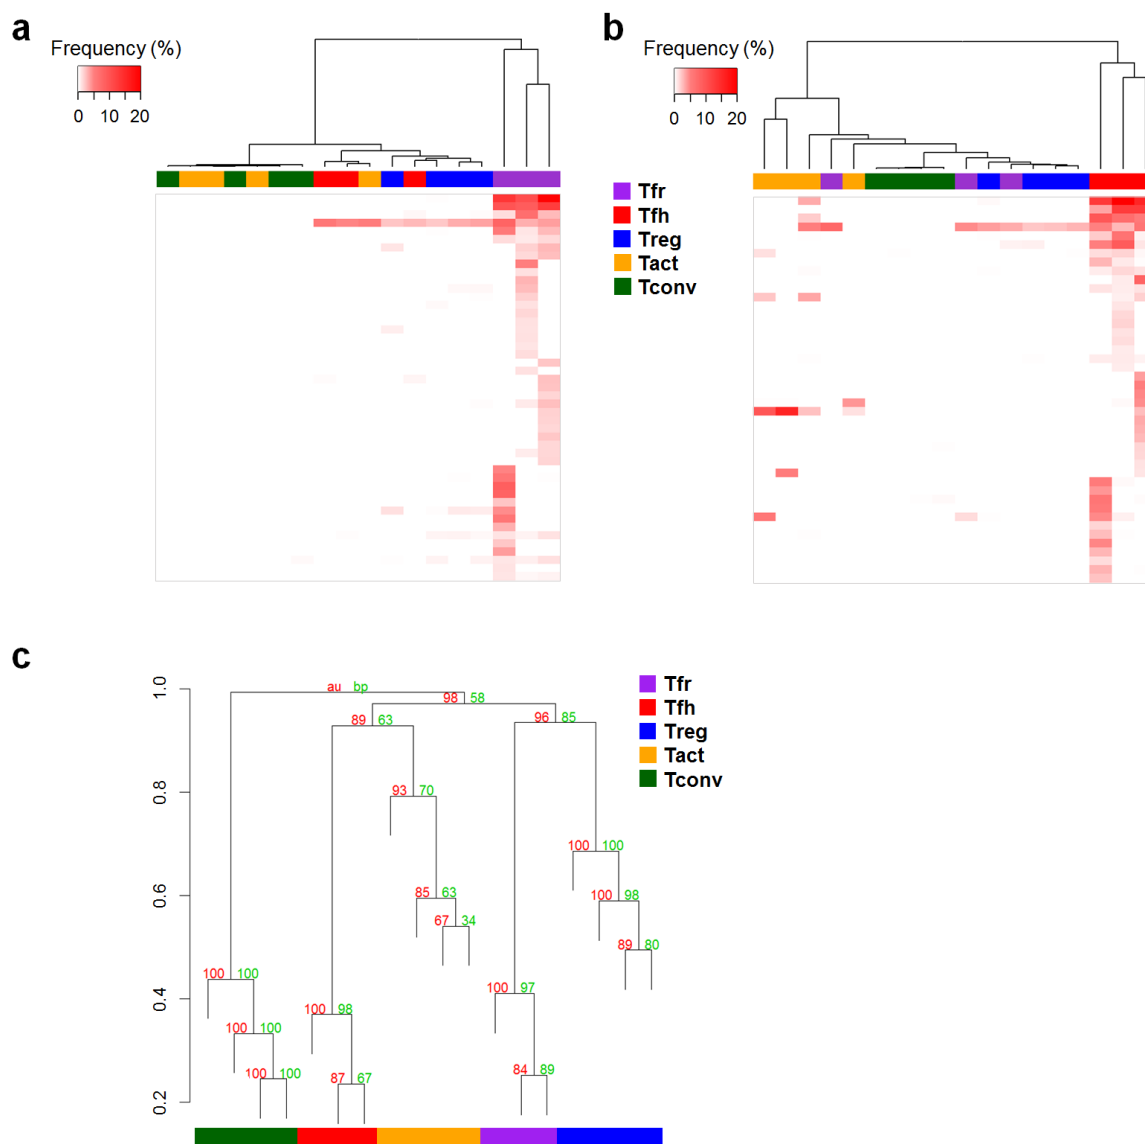 a
Frequency (%)
0 10 20
b
Frequency (%)
0 10 20
Tfr
Tfh
Treg
Tact
Tconv
c
1.0
0.8
0.6
0.4
0.2
au bp
98 58
89 63
96 85
93 70
100 100
85 63
100 98
67 34
89 80
100 100
100 97
100 98
100 100
84 89
100 100
87 67
Tfr
Tfh
Treg
Tact
Tconv